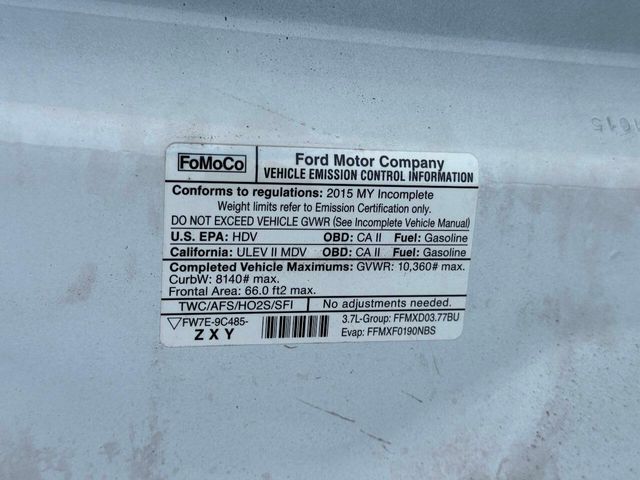 FoMoCo
Ford Motor Company
VEHICLE EMISSION CONTROL INFORMATION
Conforms to regulations: 2015 MY Incomplete
Weight limits refer to Emission Certification only.
DO NOT EXCEED VEHICLE GVWR (See Incomplete Vehicle Manual)
U.S. EPA: HDV OBD: CA II Fuel: Gasoline
California: ULEV II MDV OBD: CA II Fuel: Gasoline
Completed Vehicle Maximums: GVWR: 10,360# max.
CurbW: 8140# max.
Frontal Area: 66.0 ft2 max.
TWC/AFS/HO2S/SFI No adjustments needed.
FW7E-9C485-
ZXY
3.7L-Group: FFMXD03.77BU
Evap: FFMXF0190NBS